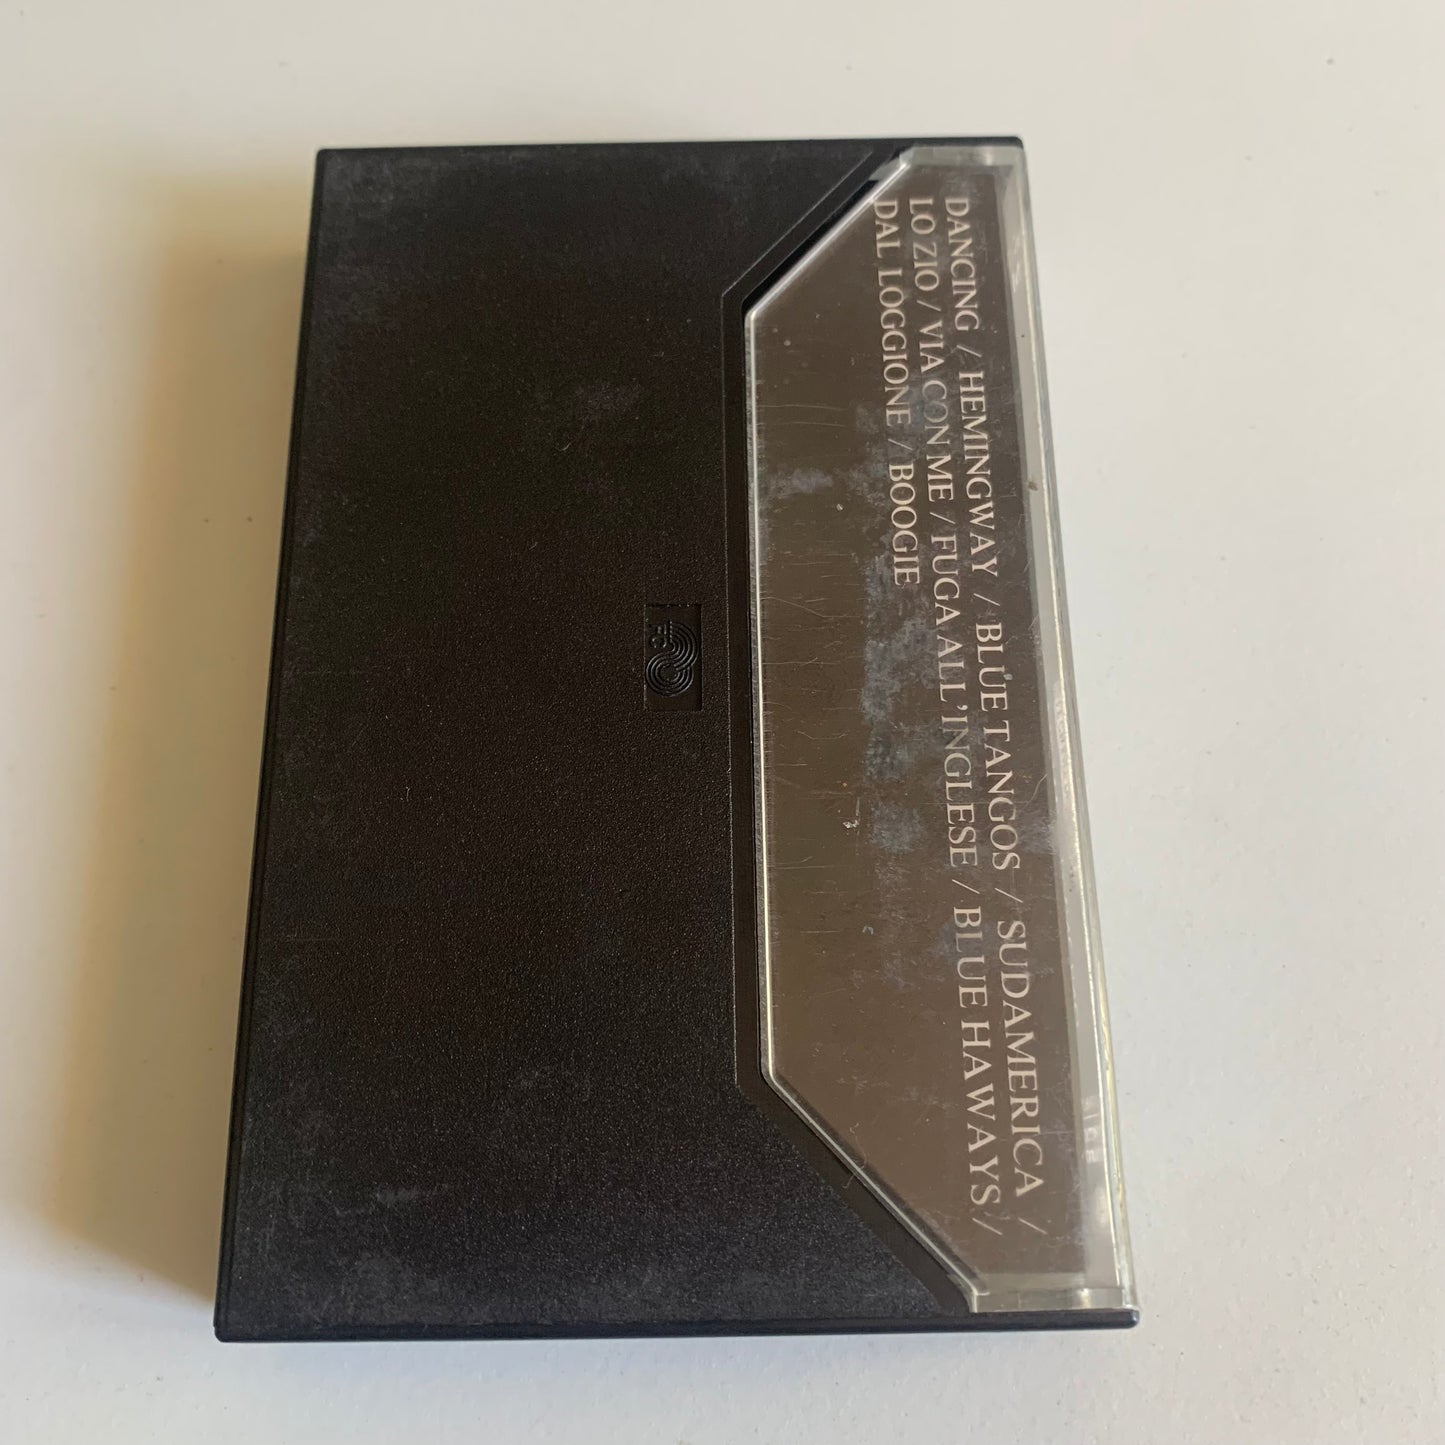 DANCING / HEMINGWAY / BLUE TANGOS / SUDAMERICA /
LO ZIO / VIA CON ME / FUGA ALL'INGLESE / BLUE HAWAYS /
DAL LOGGIONE / BOOGIE